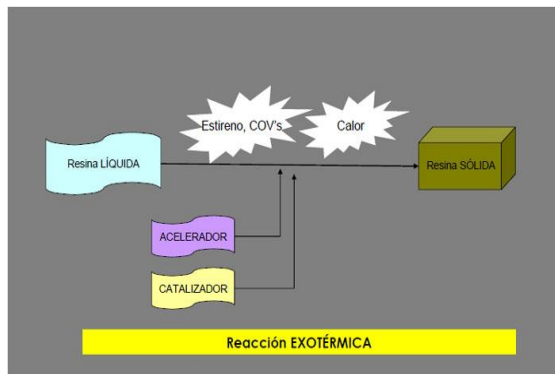 Estireno, COV's
Calor
Resina LÍQUIDA
Resina SÓLIDA
ACELERADOR
CATALIZADOR
Reacción EXOTÉRMICA